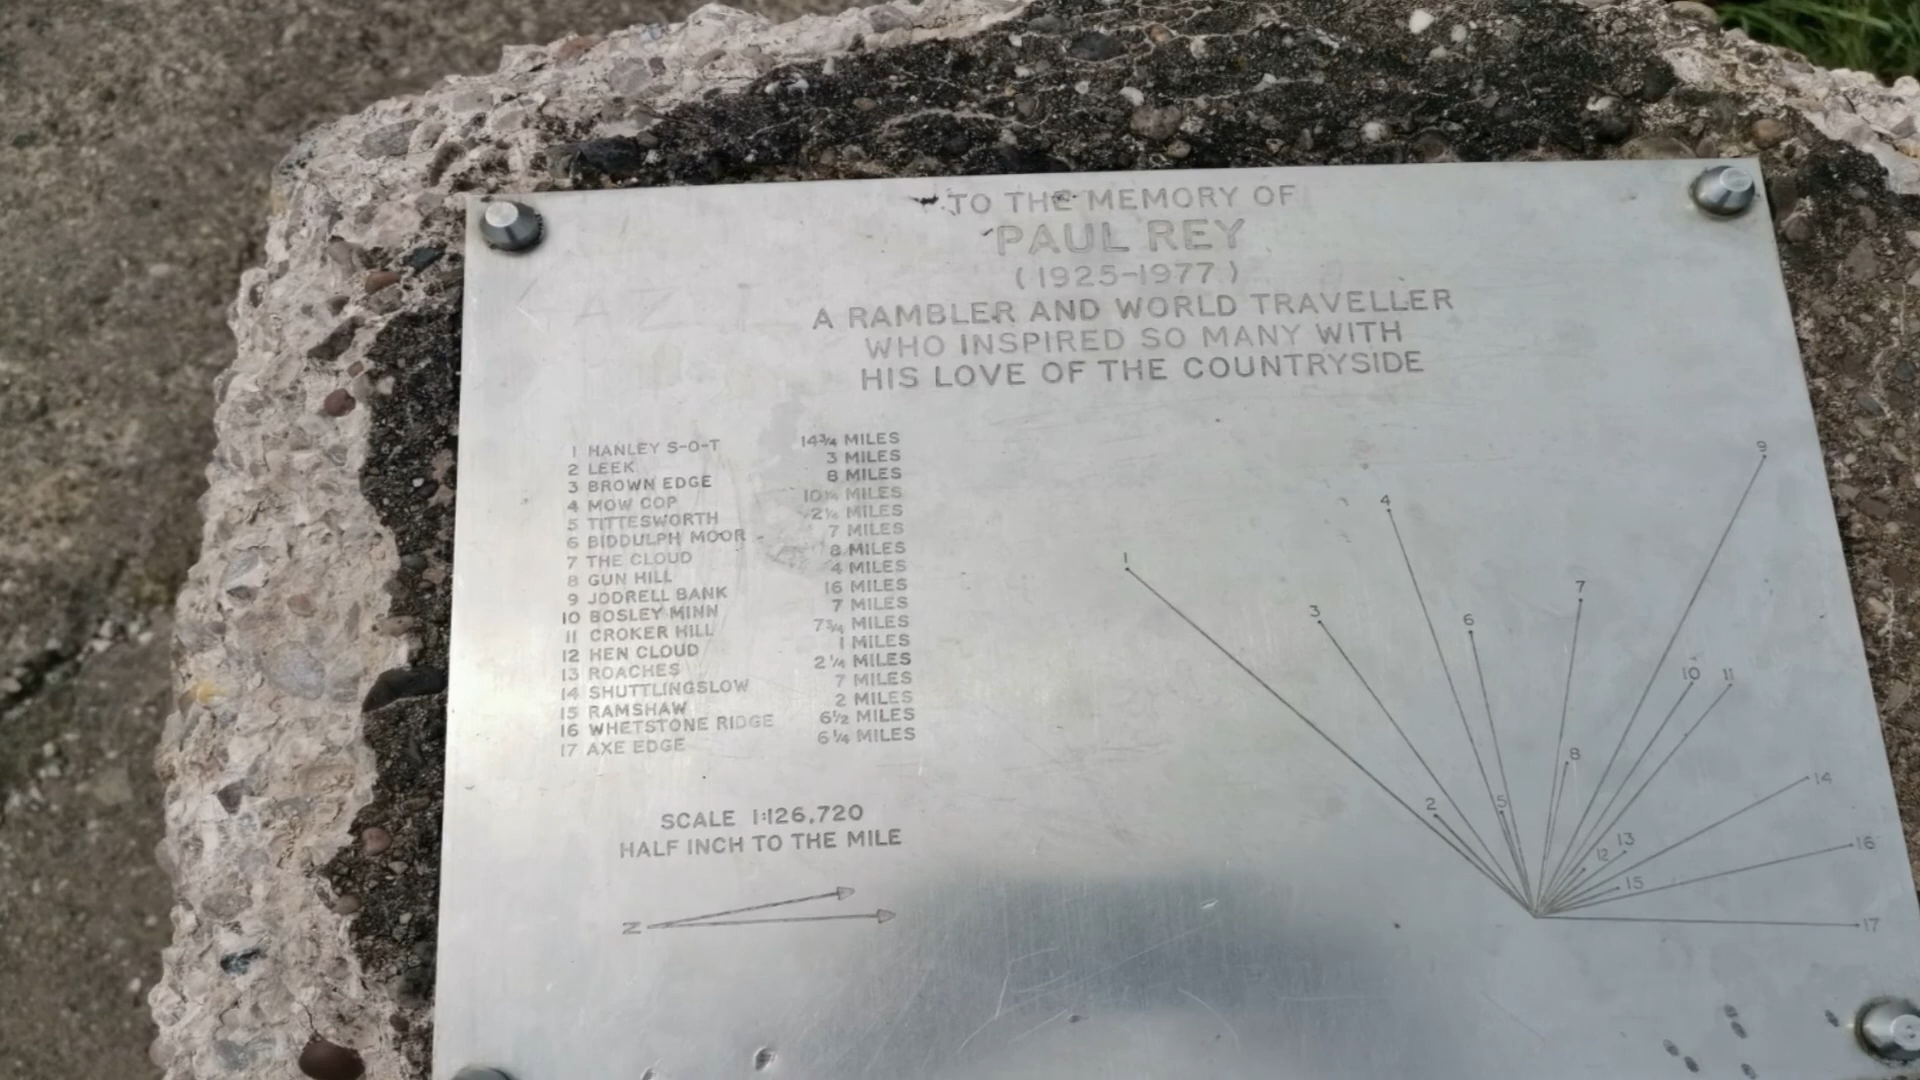 TO THE MEMORY OF
PAUL REY
(1925-1977)
A RAMBLER AND WORLD TRAVELLER
WHO INSPIRED SO MANY WITH
HIS LOVE OF THE COUNTRYSIDE
1 HANLEY S-O-T 14¾ MILES
2 LEEK 3 MILES
3 BROWN EDGE 8 MILES
4 MOW COP 10¼ MILES
5 TITTESWORTH 2¼ MILES
6 BIDDULPH MOOR 7 MILES
7 THE CLOUD 8 MILES
8 GUN HILL 4 MILES
9 JODRELL BANK 16 MILES
10 BOSLEY MINN 7 MILES
11 CROKER HILL 7¾ MILES
12 HEN CLOUD 1 MILES
13 ROACHES 2¼ MILES
14 SHUTTLINGSLOW 7 MILES
15 RAMSHAW 2 MILES
16 WHETSTONE RIDGE 6½ MILES
17 AXE EDGE 6¼ MILES
SCALE 1:126,720
HALF INCH TO THE MILE
N
9
4
1
7
3
6
10 11
8
14
2 5
13
16
12
15
17